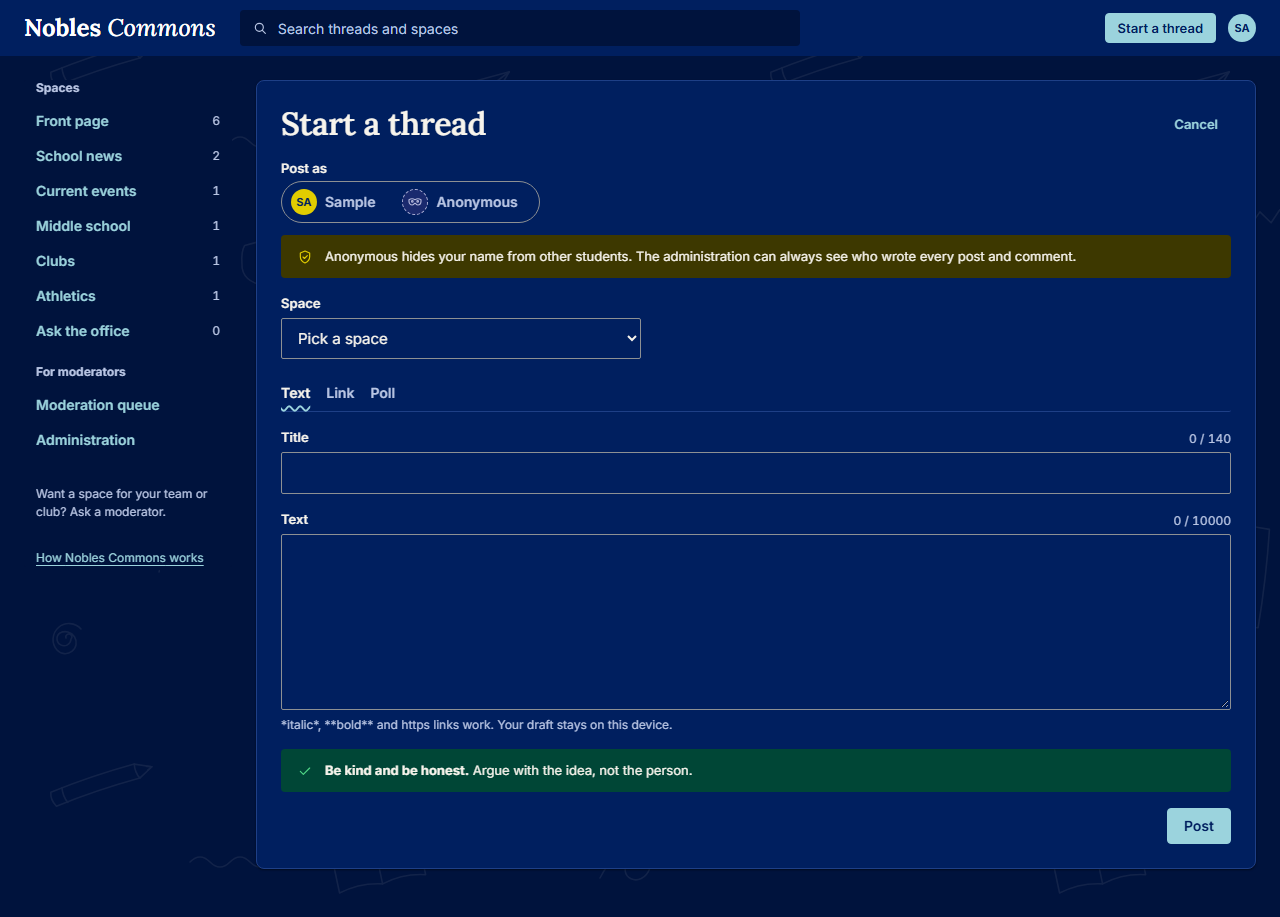 Nobles Commons
Search threads and spaces
Start a thread
SA
Spaces
Front page 6
School news 2
Current events 1
Middle school 1
Clubs 1
Athletics 1
Ask the office 0
For moderators
Moderation queue
Administration
Want a space for your team or
club? Ask a moderator.
How Nobles Commons works
Start a thread
Cancel
Post as
SA Sample Anonymous
Anonymous hides your name from other students. The administration can always see who wrote every post and comment.
Space
Pick a space
Text Link Poll
Title 0 / 140
Text 0 / 10000
*italic*, **bold** and https links work. Your draft stays on this device.
Be kind and be honest. Argue with the idea, not the person.
Post